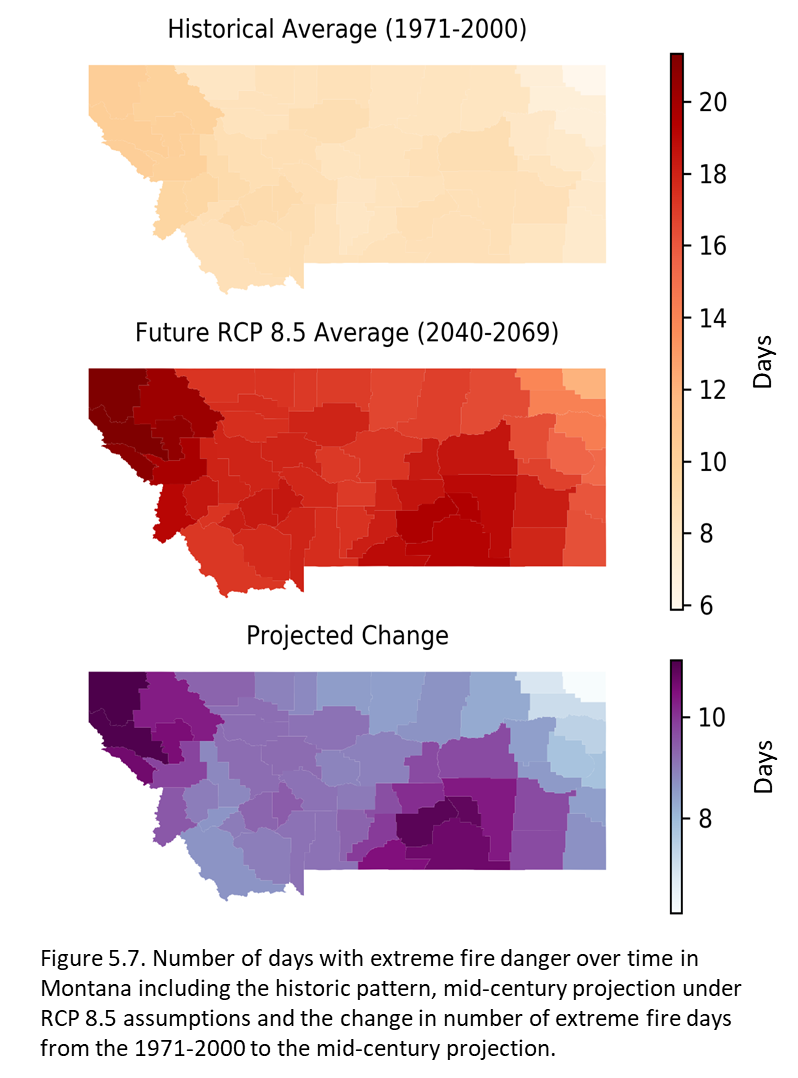 Historical Average (1971-2000)
20
18
16
14
12
10
8
6
Days
Future RCP 8.5 Average (2040-2069)
Projected Change
10
8
Days
Figure 5.7. Number of days with extreme fire danger over time in
Montana including the historic pattern, mid-century projection under
RCP 8.5 assumptions and the change in number of extreme fire days
from the 1971-2000 to the mid-century projection.